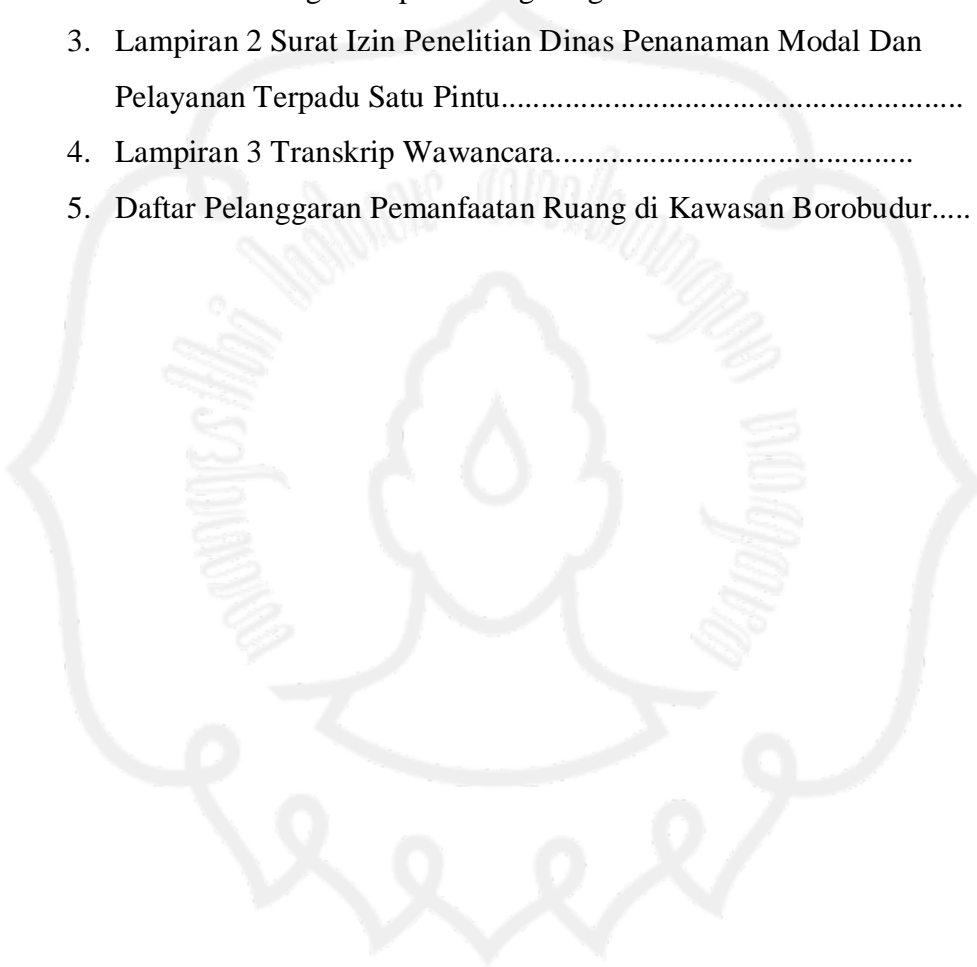 3. Lampiran 2 Surat Izin Penelitian Dinas Penanaman Modal Dan
Pelayanan Terpadu Satu Pintu..........................................................
4. Lampiran 3 Transkrip Wawancara.............................................
5. Daftar Pelanggaran Pemanfaatan Ruang di Kawasan Borobudur.....